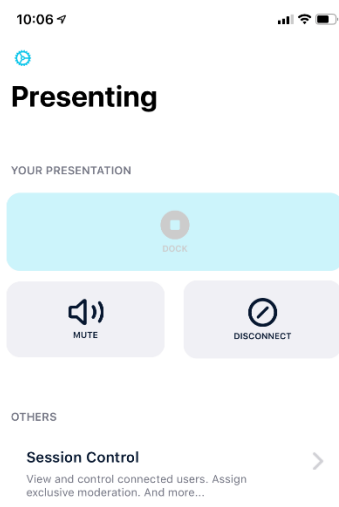 10:06
Presenting
YOUR PRESENTATION
DOCK
MUTE
DISCONNECT
OTHERS
Session Control
View and control connected users. Assign
exclusive moderation. And more...